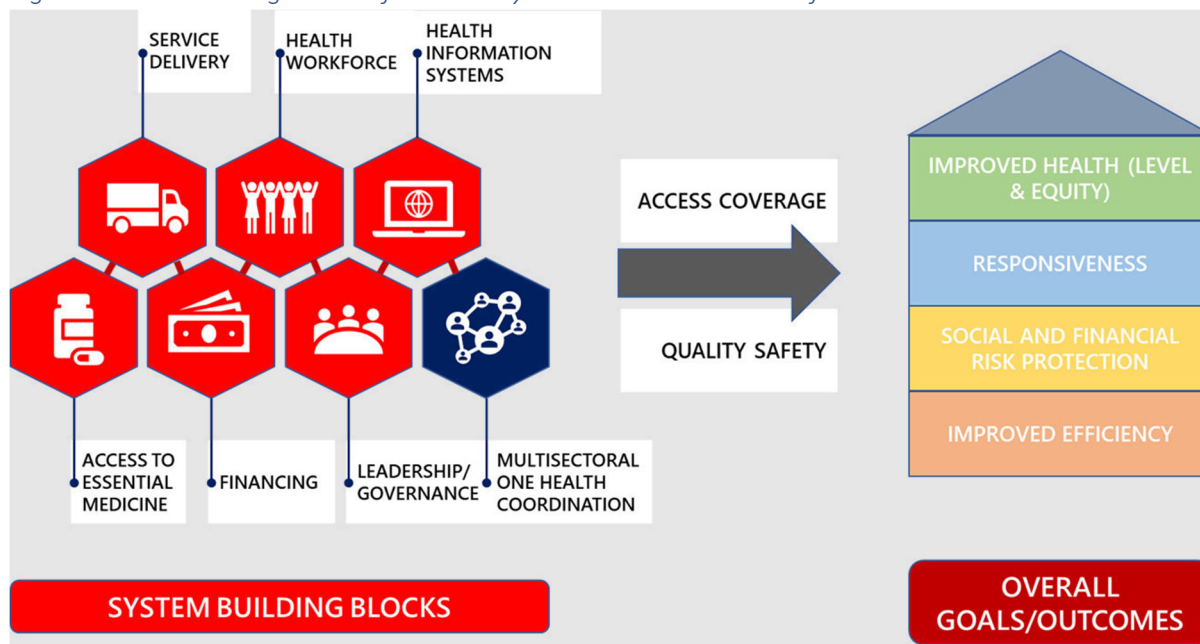 SERVICE
DELIVERY
HEALTH
WORKFORCE
HEALTH
INFORMATION
SYSTEMS
ACCESS TO
ESSENTIAL
MEDICINE
FINANCING
LEADERSHIP/
GOVERNANCE
MULTISECTORAL
ONE HEALTH
COORDINATION
SYSTEM BUILDING BLOCKS
ACCESS COVERAGE
QUALITY SAFETY
IMPROVED HEALTH (LEVEL
& EQUITY)
RESPONSIVENESS
SOCIAL AND FINANCIAL
RISK PROTECTION
IMPROVED EFFICIENCY
OVERALL
GOALS/OUTCOMES